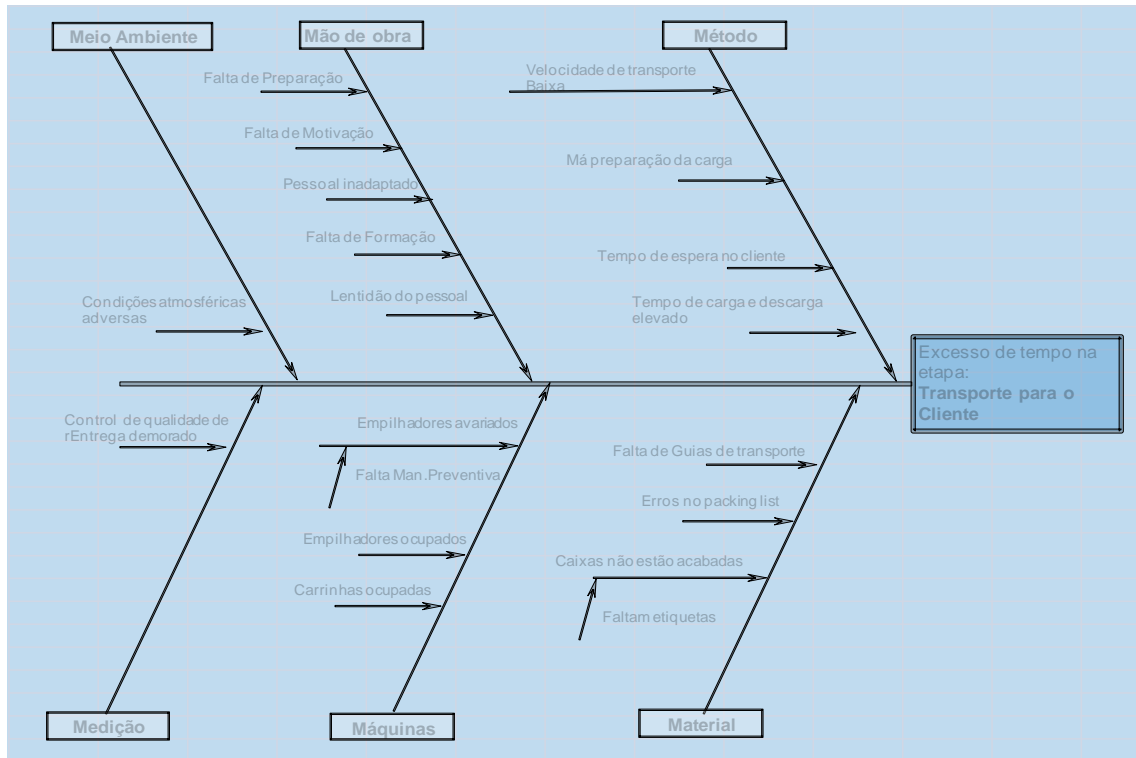 Meio Ambiente
Mão de obra
Método
Falta de Preparação
Velocidade de transporte
Baixa
Falta de Motivação
Má preparação da carga
Pessoal inadaptado
Falta de Formação
Tempo de espera no cliente
Lentidão do pessoal
Condições atmosféricas
adversas
Tempo de carga e descarga
elevado
Excesso de tempo na
etapa:
Transporte para o
Cliente
Control de qualidade de
rEntrega demorado
Empilhadores avariados
Falta Man.Preventiva
Falta de Guias de transporte
Erros no packing list
Empilhadores ocupados
Caixas não estão acabadas
Carrinhas ocupadas
Faltam etiquetas
Medição
Máquinas
Material